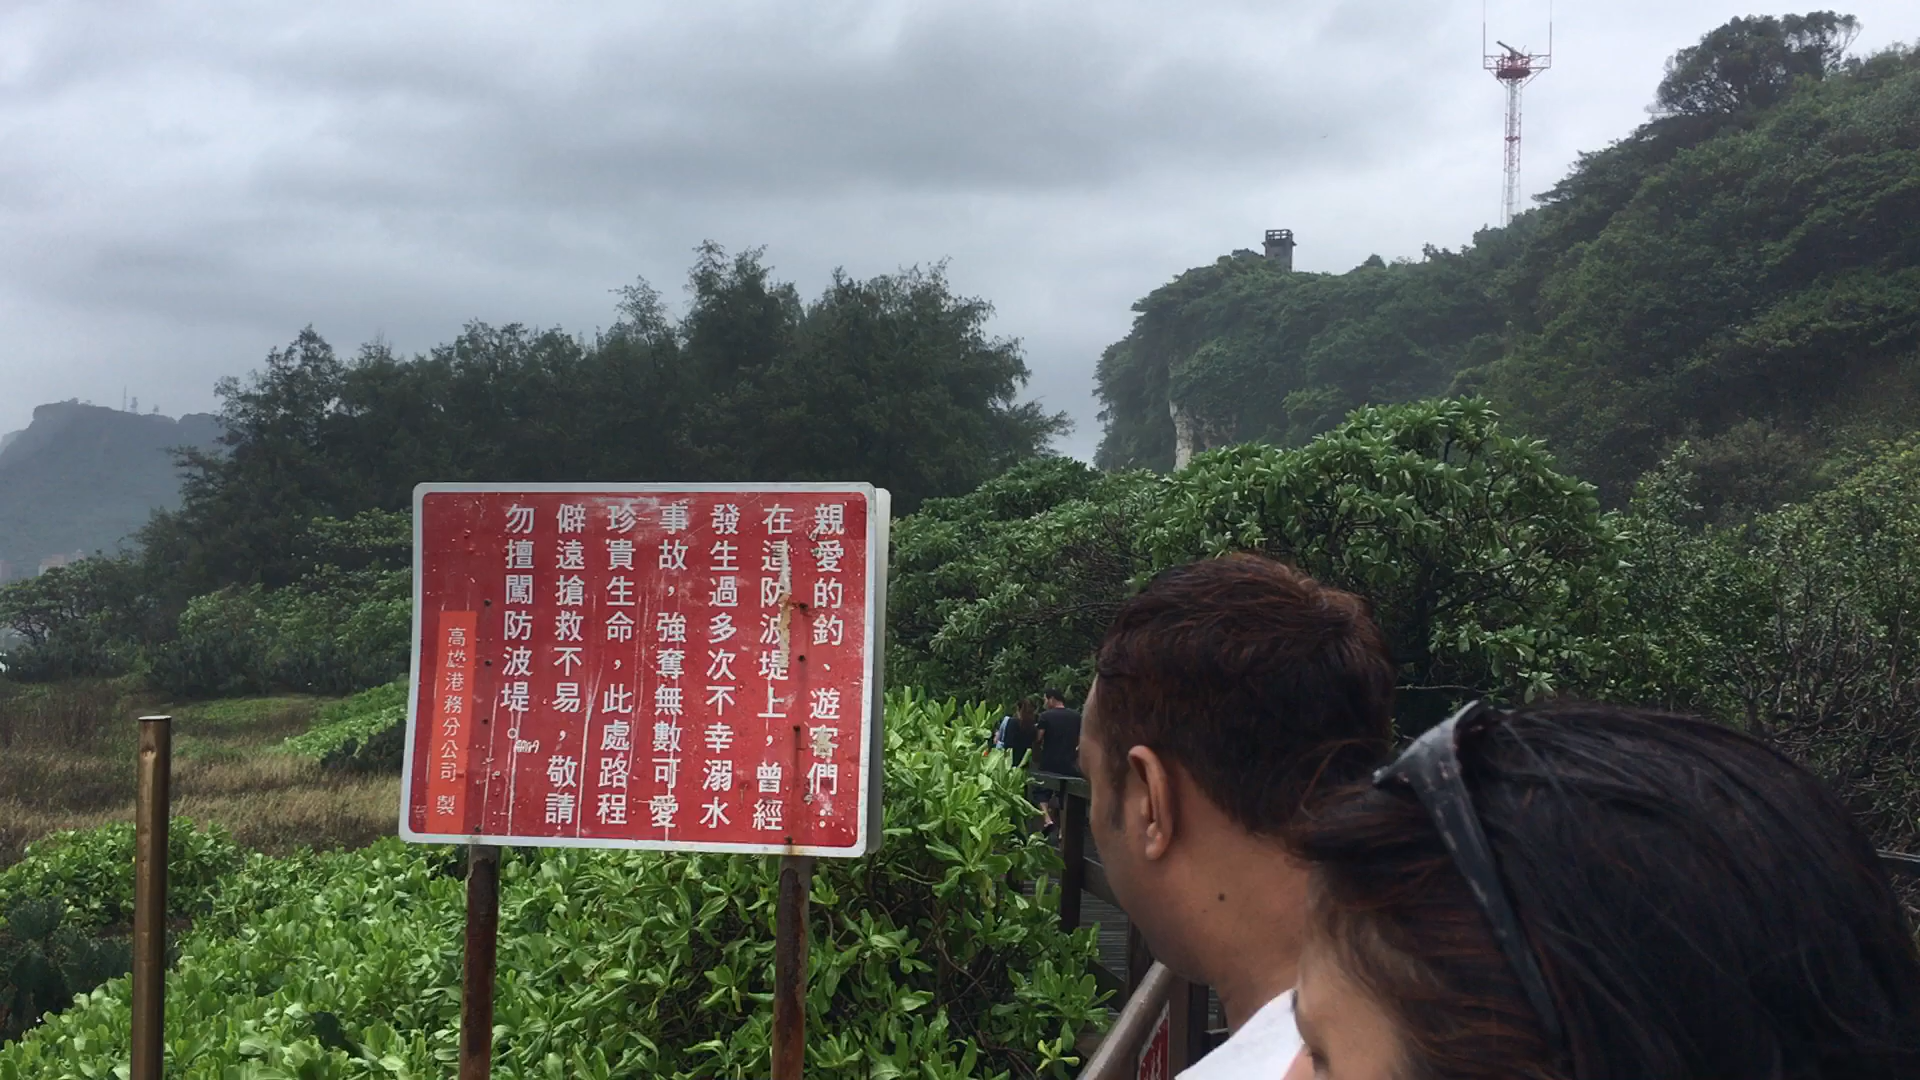 親愛的釣、遊客們：
在這防波堤上，曾經
發生過多次不幸溺水
事故，強奪無數可愛
珍貴生命，此處路程
僻遠搶救不易，敬請
勿擅闖防波堤。
高雄港務分公司 製